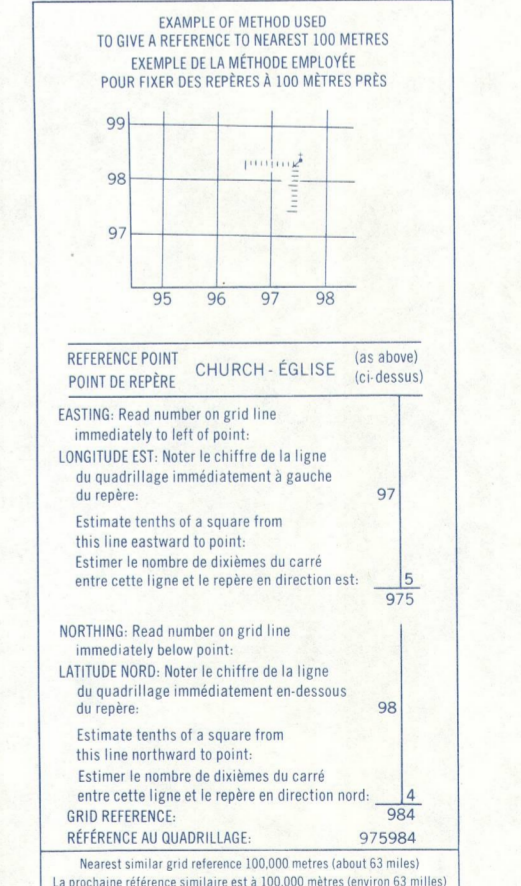 EXAMPLE OF METHOD USED
TO GIVE A REFERENCE TO NEAREST 100 METRES
EXEMPLE DE LA MÉTHODE EMPLOYÉE
POUR FIXER DES REPÈRES À 100 MÈTRES PRÈS
99
98
97
95 96 97 98
REFERENCE POINT
POINT DE REPÈRE
CHURCH - ÉGLISE
(as above)
(ci-dessus)
EASTING: Read number on grid line
immediately to left of point:
LONGITUDE EST: Noter le chiffre de la ligne
du quadrillage immédiatement à gauche
du repère: 97
Estimate tenths of a square from
this line eastward to point:
Estimer le nombre de dixièmes du carré
entre cette ligne et le repère en direction est: 5
975
NORTHING: Read number on grid line
immediately below point:
LATITUDE NORD: Noter le chiffre de la ligne
du quadrillage immédiatement en-dessous
du repère: 98
Estimate tenths of a square from
this line northward to point:
Estimer le nombre de dixièmes du carré
entre cette ligne et le repère en direction nord: 4
GRID REFERENCE: 984
RÉFÉRENCE AU QUADRILLAGE: 975984
Nearest similar grid reference 100,000 metres (about 63 miles)
La prochaine référence similaire est à 100,000 mètres (environ 63 milles)